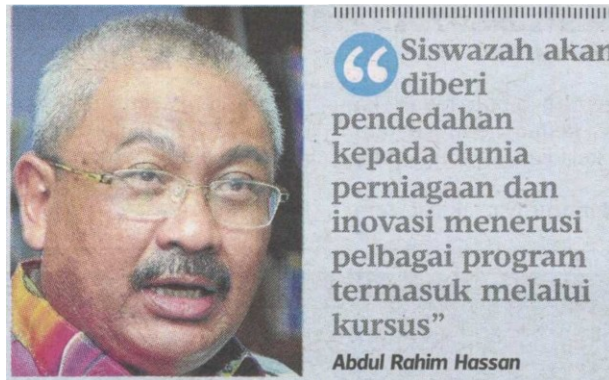 “Siswazah akan
diberi
pendedahan
kepada dunia
perniagaan dan
inovasi menerusi
pelbagai program
termasuk melalui
kursus”
Abdul Rahim Hassan